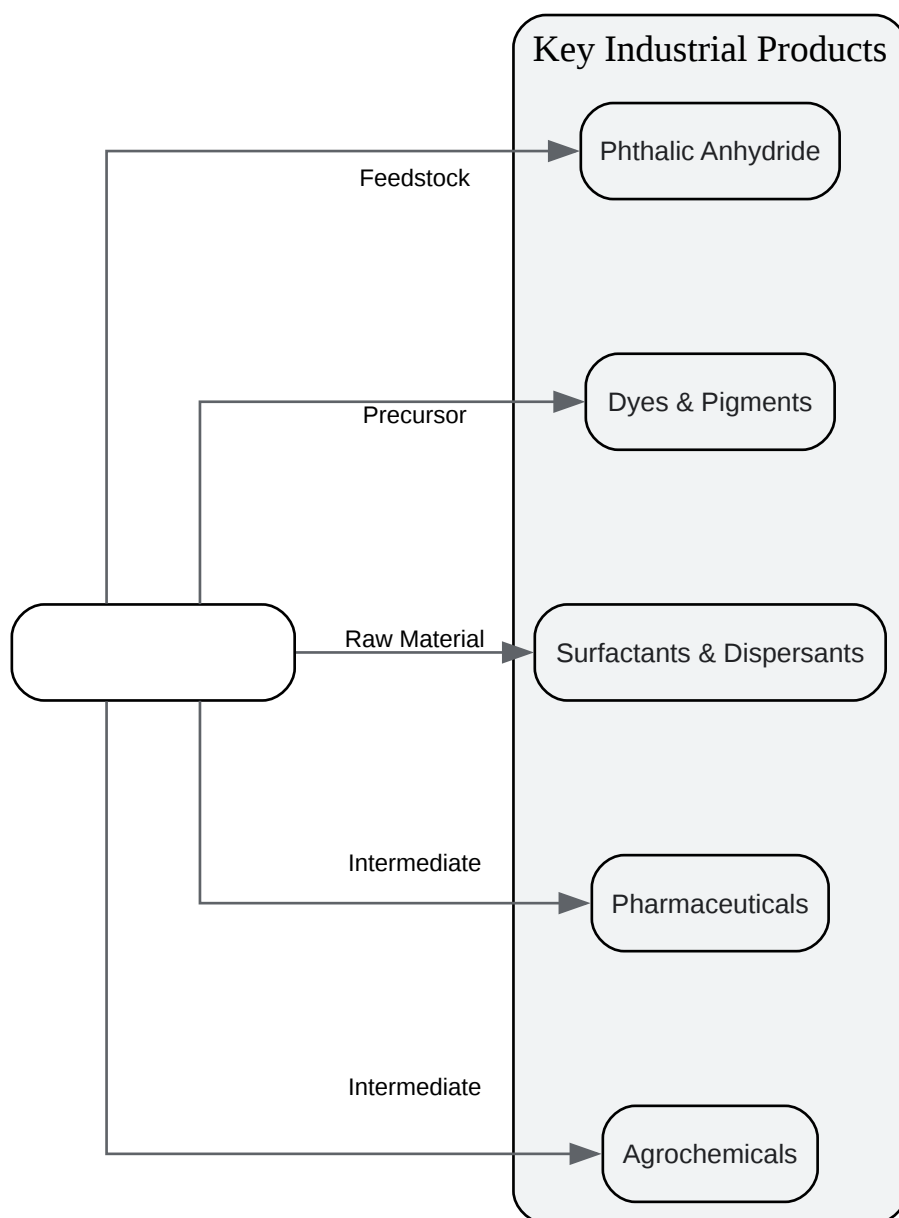 Key Industrial Products
Phthalic Anhydride
Feedstock
Dyes & Pigments
Precursor
Raw Material
Surfactants & Dispersants
Intermediate
Pharmaceuticals
Intermediate
Agrochemicals